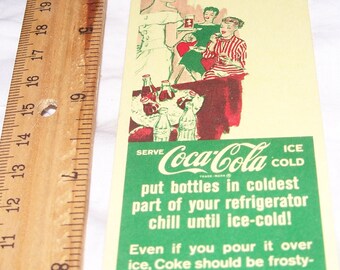 SERVE Coca-Cola ICE COLD
TRADE MARK ®
put bottles in coldest
part of your refrigerator
chill until ice-cold!
Even if you pour it over
ice, Coke should be frosty-